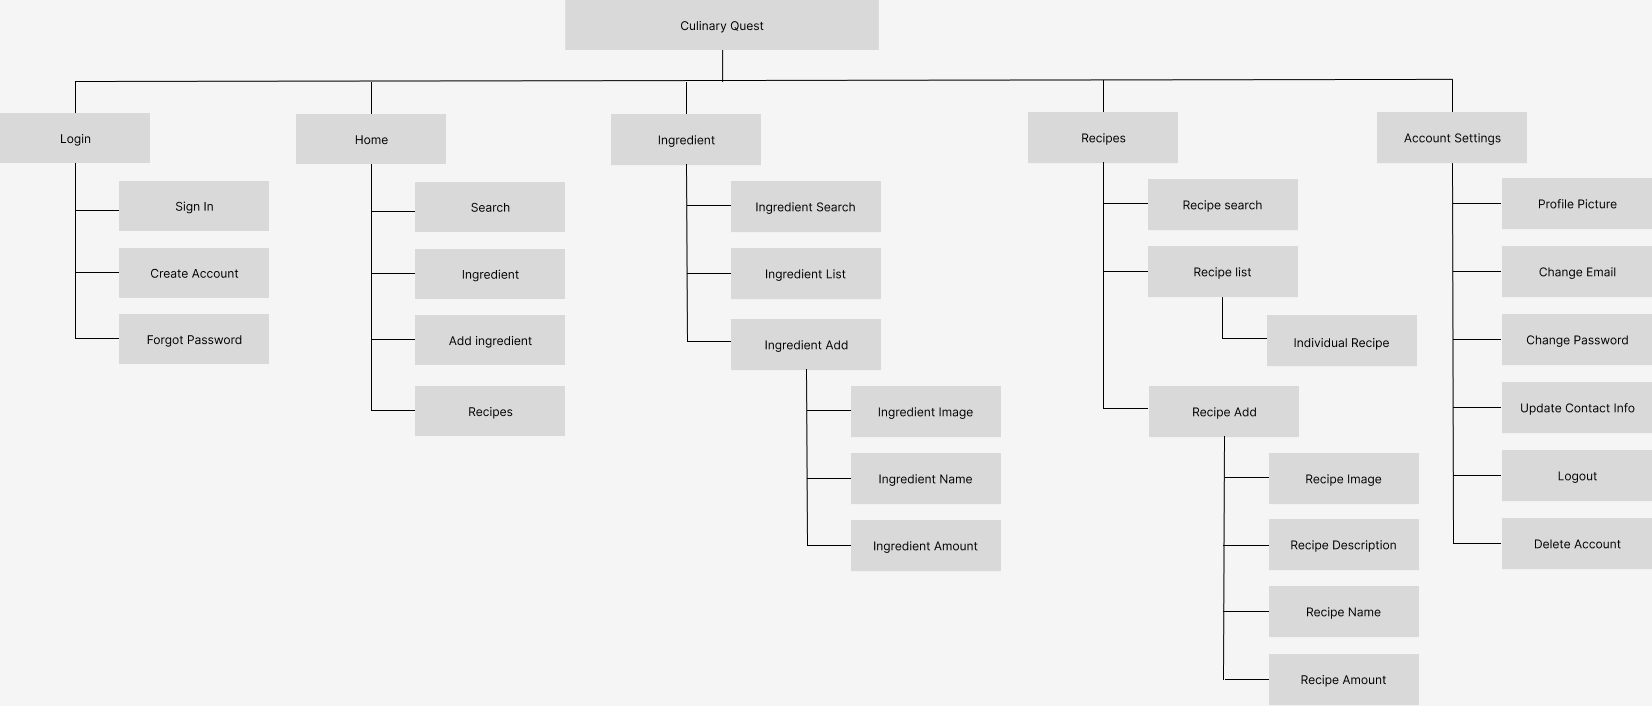 Culinary Quest
Login
Sign In
Create Account
Forgot Password
Home
Search
Ingredient
Add ingredient
Recipes
Ingredient
Ingredient Search
Ingredient List
Ingredient Add
Ingredient Image
Ingredient Name
Ingredient Amount
Recipes
Recipe search
Recipe list
Individual Recipe
Recipe Add
Recipe Image
Recipe Description
Recipe Name
Recipe Amount
Account Settings
Profile Picture
Change Email
Change Password
Update Contact Info
Logout
Delete Account